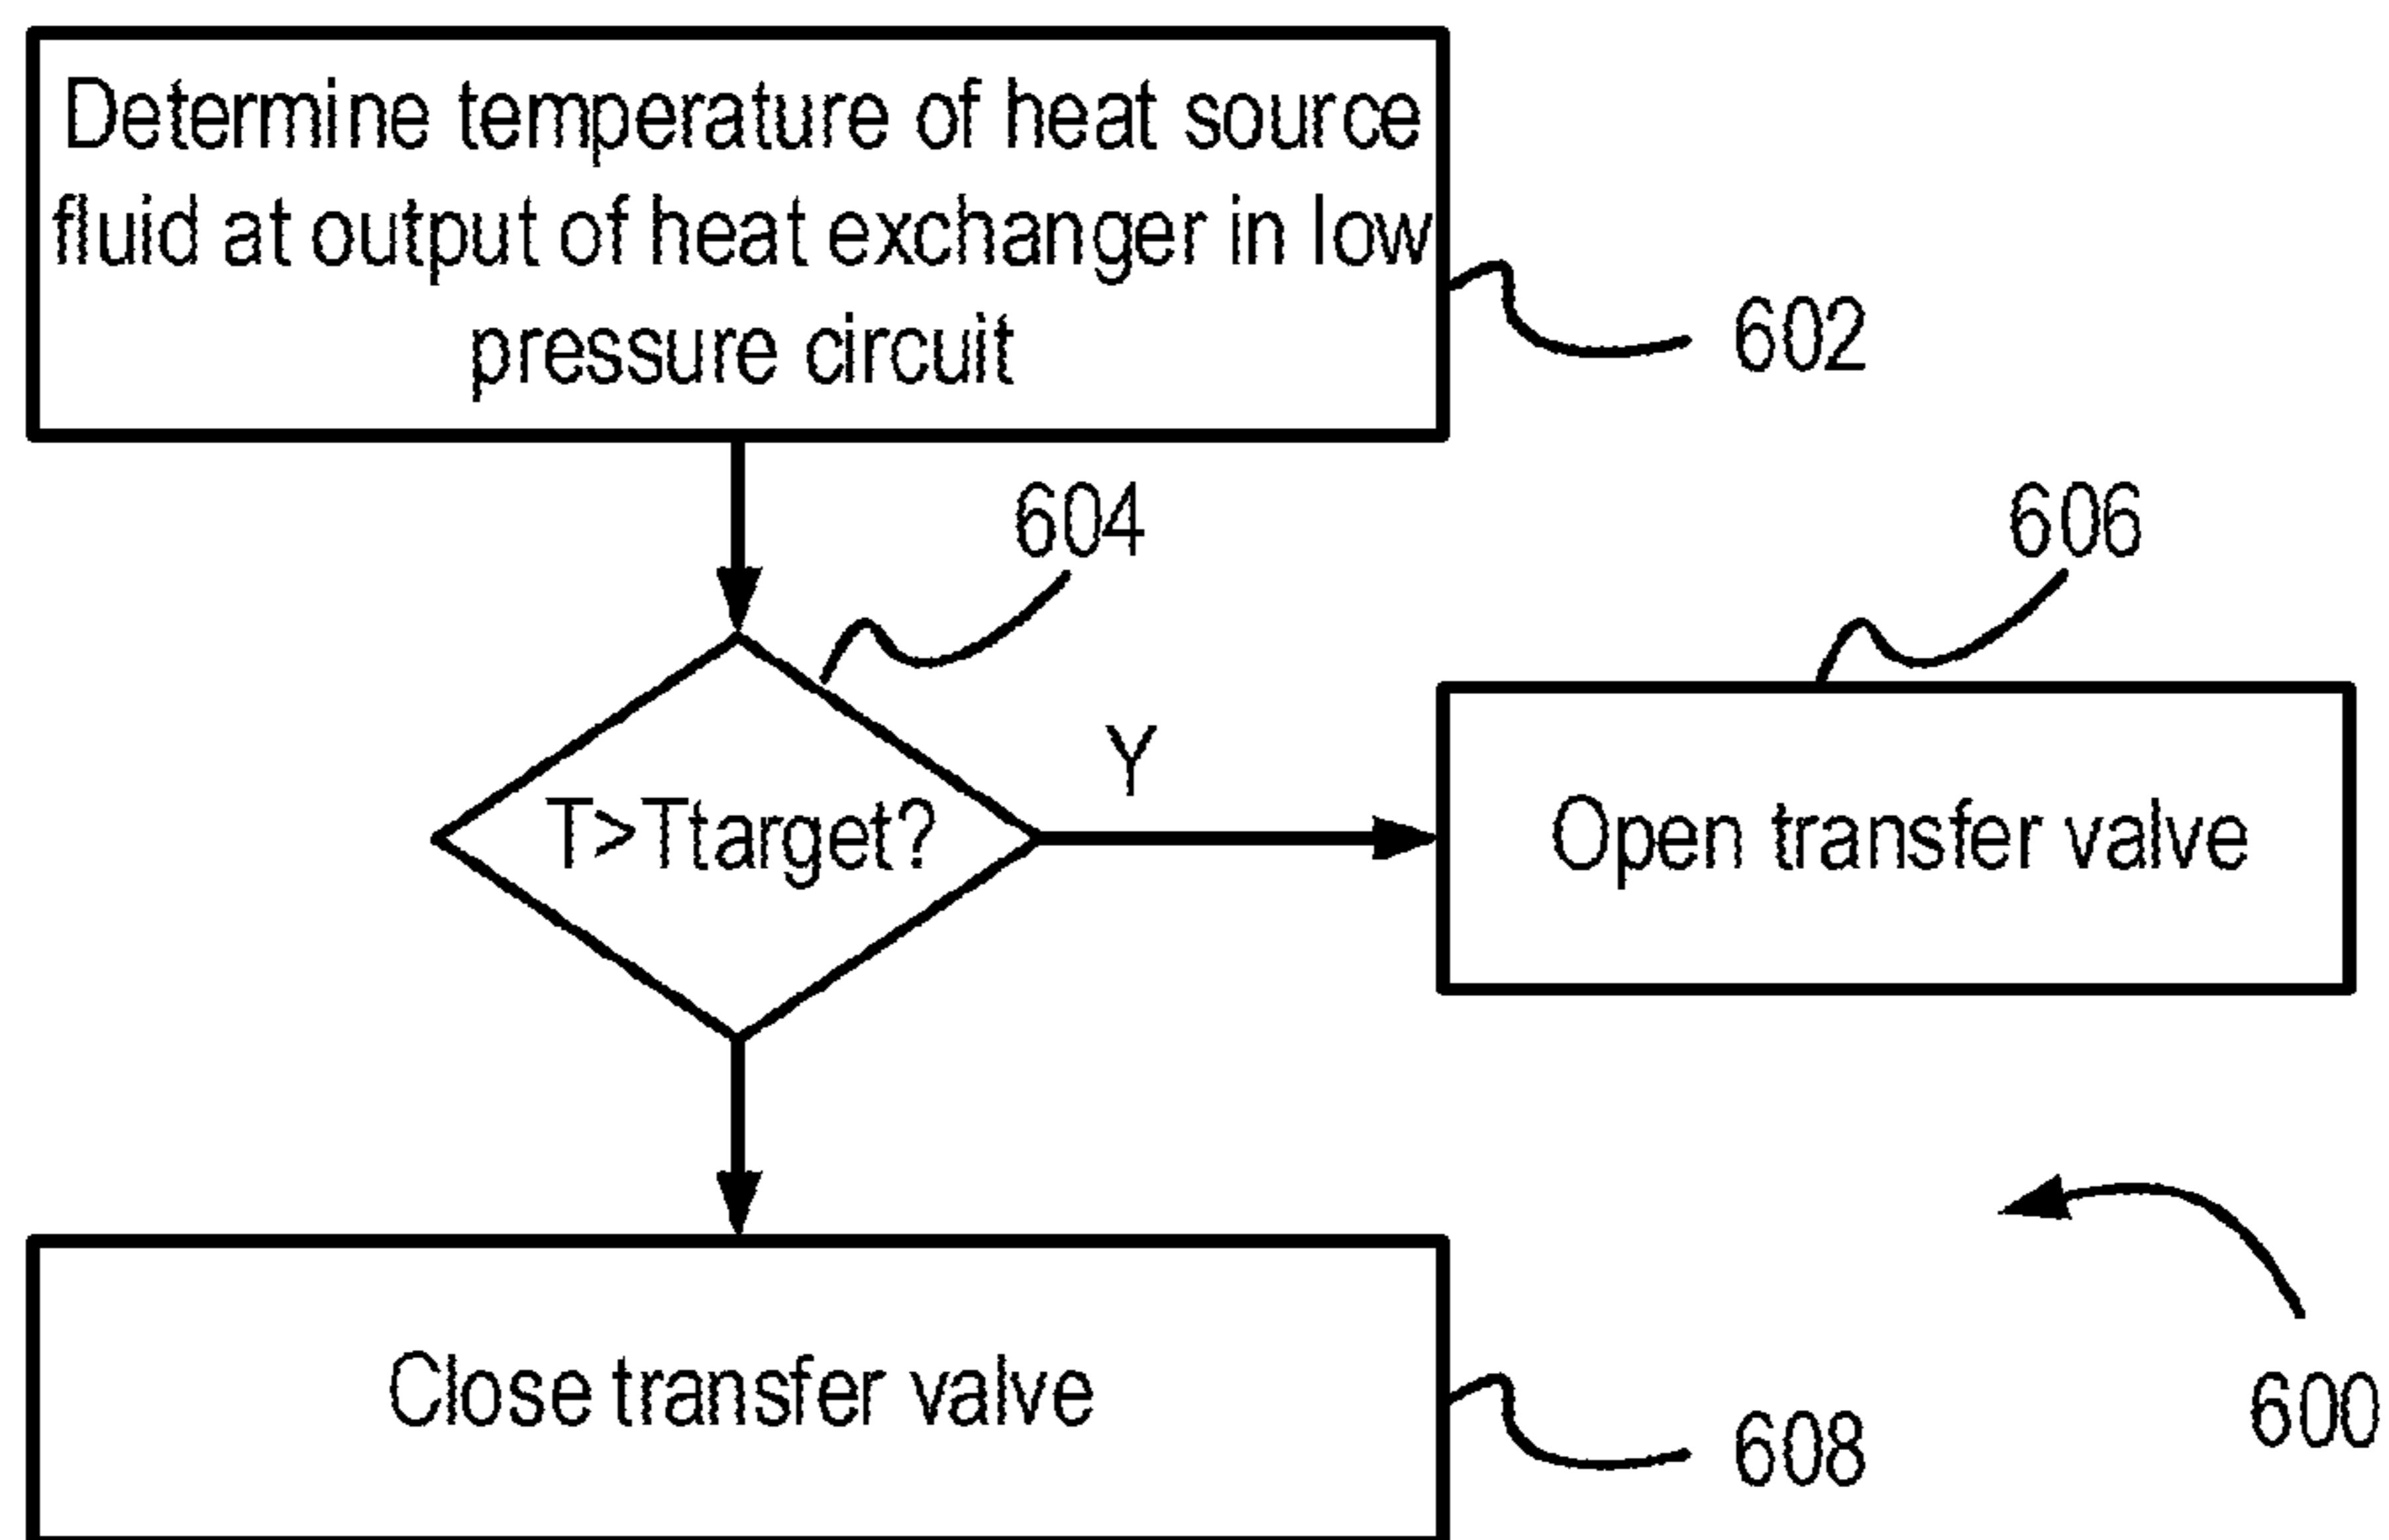 Determine temperature of heat source
fluid at output of heat exchanger in low
pressure circuit
602
604
606
T>Ttarget?
Y
Open transfer valve
Close transfer valve
608
600